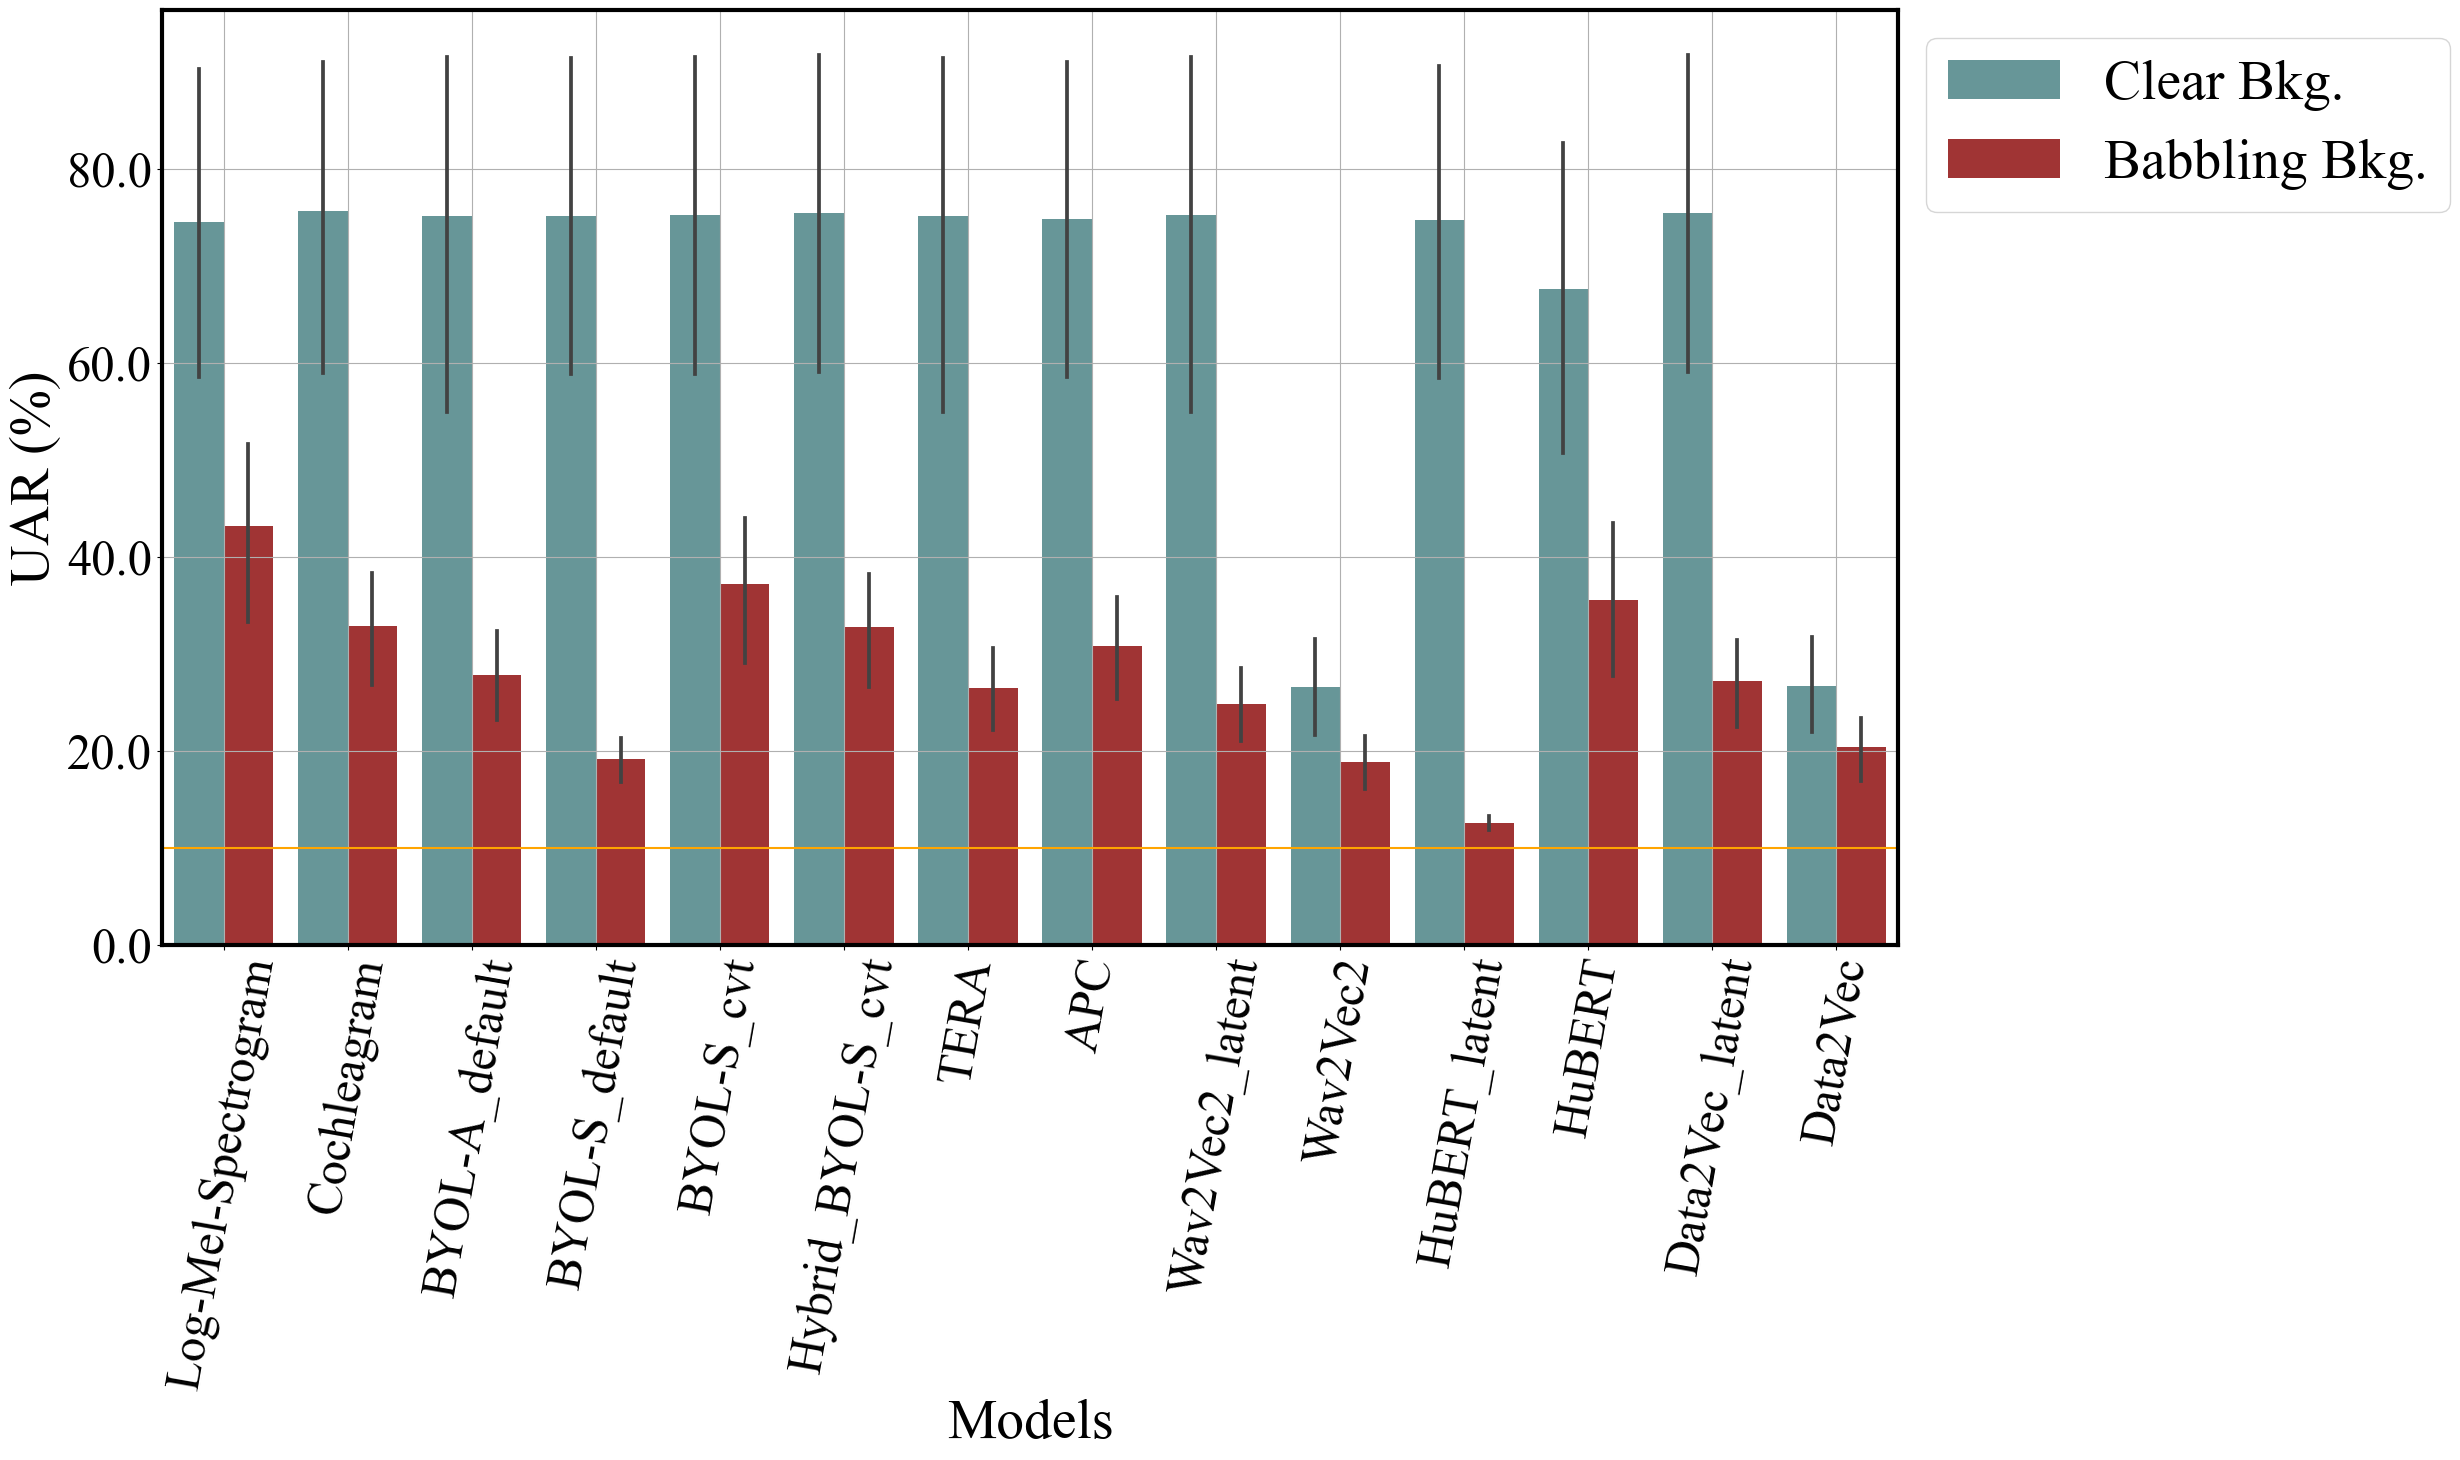 Clear Bkg.
Babbling Bkg.
UAR (%)
80.0
60.0
40.0
20.0
0.0
Log-Mel-Spectrogram
Cochleagram
BYOL-A_default
BYOL-S_default
BYOL-S_cvt
Hybrid_BYOL-S_cvt
TERA
APC
Wav2Vec2_latent
Wav2Vec2
HuBERT_latent
HuBERT
Data2Vec_latent
Data2Vec
Models